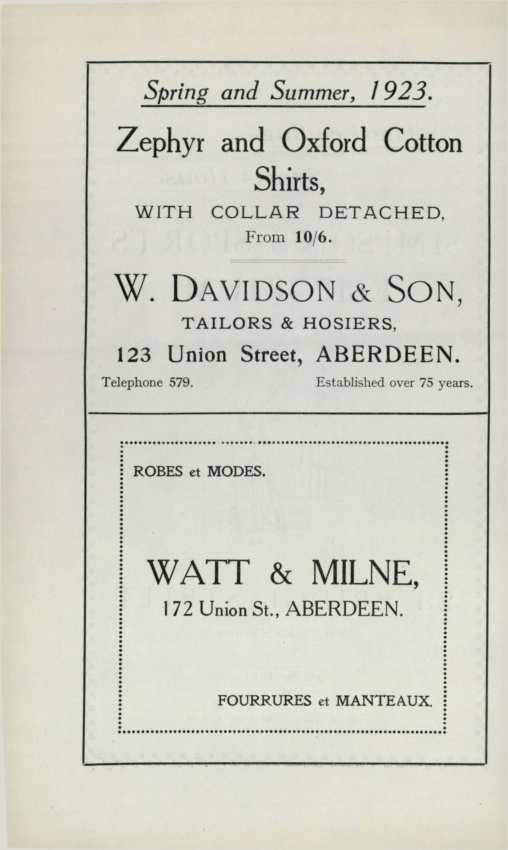 Spring and Summer, 1923.
Zephyr and Oxford Cotton
Shirts,
WITH COLLAR DETACHED,
From 10/6.
W. DAVIDSON & SON,
TAILORS & HOSIERS,
123 Union Street, ABERDEEN.
Telephone 579. Established over 75 years.
ROBES et MODES.
WATT & MILNE,
172 Union St., ABERDEEN.
FOURRURES et MANTEAUX.